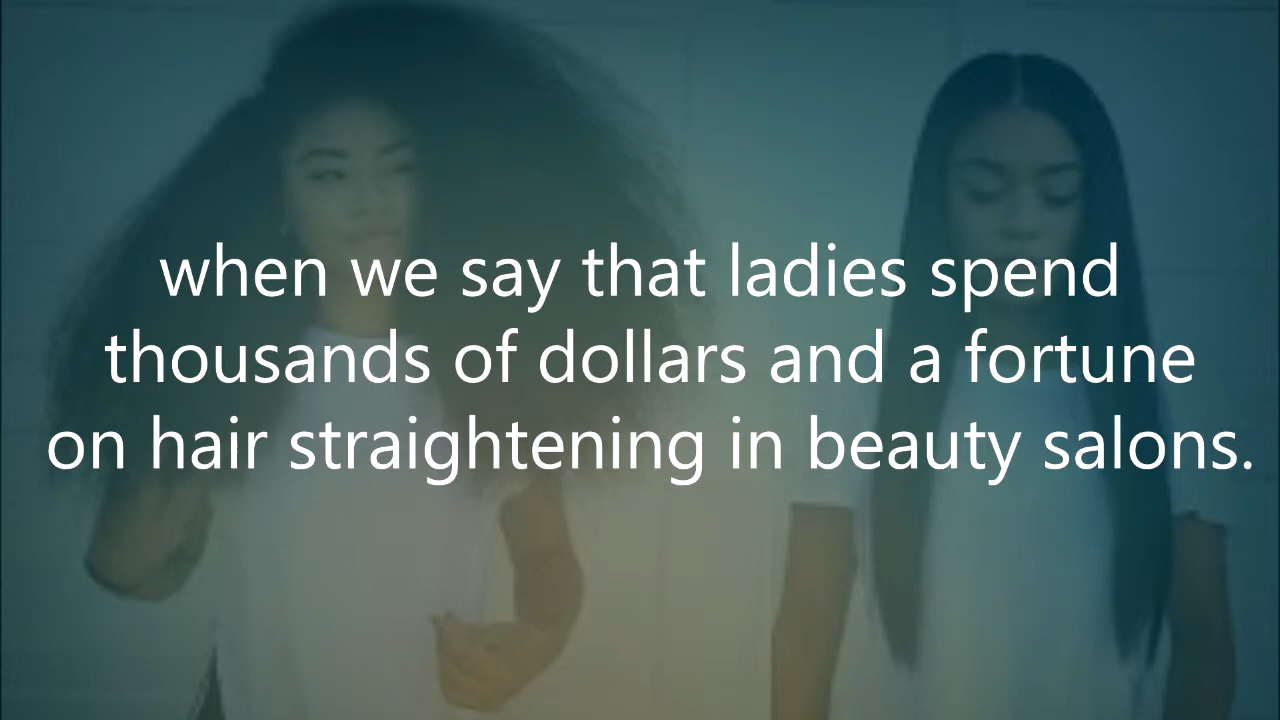 when we say that ladies spend
thousands of dollars and a fortune
on hair straightening in beauty salons.